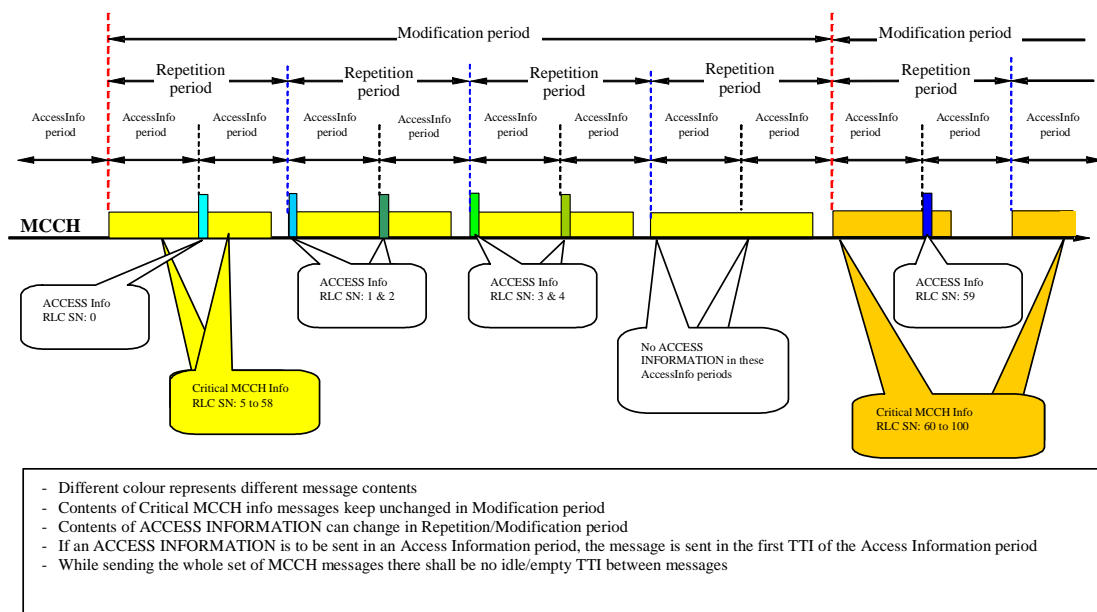 Modification period
Modification period
Repetition
period
Repetition
period
Repetition
period
Repetition
period
Repetition
period
AccessInfo
period
AccessInfo
period
AccessInfo
period
AccessInfo
period
AccessInfo
period
AccessInfo
period
AccessInfo
period
AccessInfo
period
AccessInfo
period
AccessInfo
period
AccessInfo
period
AccessInfo
period
MCCH
ACCESS Info
RLC SN: 0
ACCESS Info
RLC SN: 1 & 2
ACCESS Info
RLC SN: 3 & 4
ACCESS Info
RLC SN: 59
No ACCESS
INFORMATION in these
AccessInfo periods
Critical MCCH Info
RLC SN: 5 to 58
Critical MCCH Info
RLC SN: 60 to 100
- Different colour represents different message contents
- Contents of Critical MCCH info messages keep unchanged in Modification period
- Contents of ACCESS INFORMATION can change in Repetition/Modification period
- If an ACCESS INFORMATION is to be sent in an Access Information period, the message is sent in the first TTI of the Access Information period
- While sending the whole set of MCCH messages there shall be no idle/empty TTI between messages